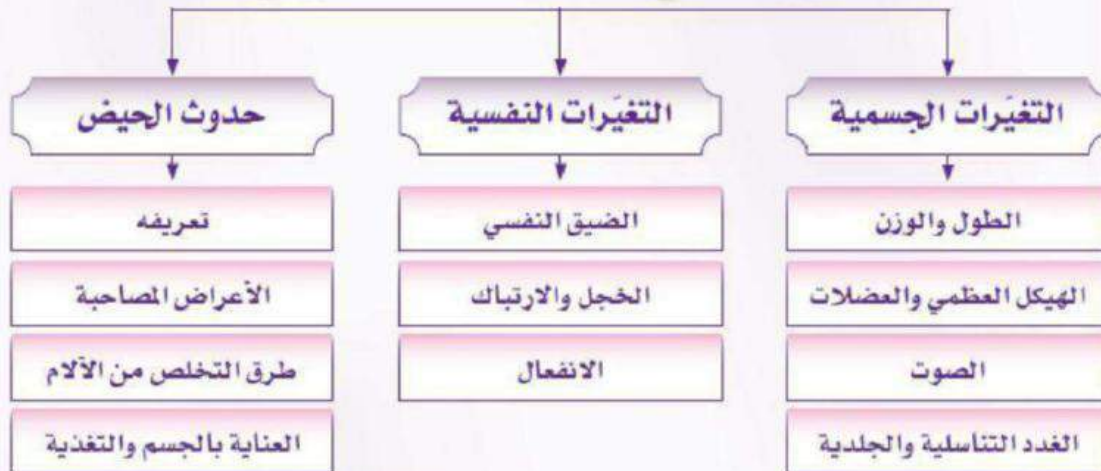 التغيَرات الجسمية
الطول والوزن
الهيكل العظمي والعضلات
الصوت
الغدد التناسلية والجلدية
التغيَرات النفسية
الضيق النفسي
الخجل والارتباك
الانفعال
حدوث الحيض
تعريفه
الأعراض المصاحبة
طرق التخلص من الآلام
العناية بالجسم والتغذية